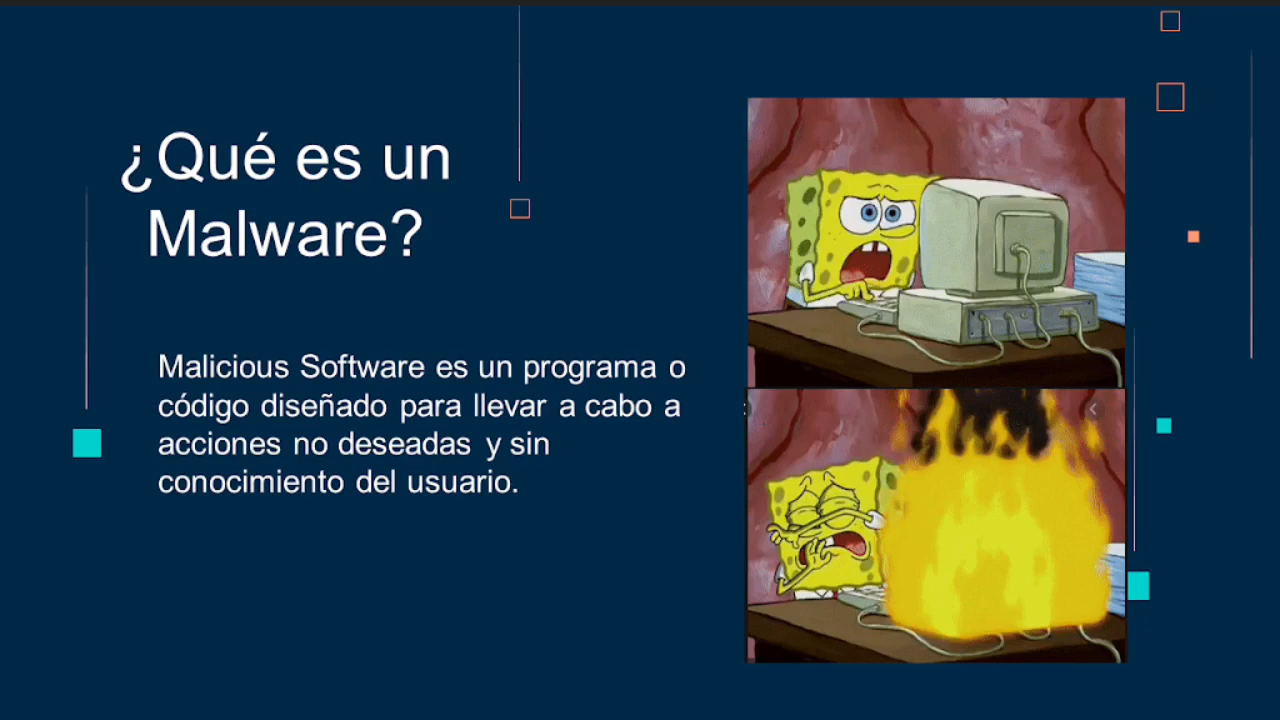 ¿Qué es un
Malware?
Malicious Software es un programa o
código diseñado para llevar a cabo a
acciones no deseadas y sin
conocimiento del usuario.